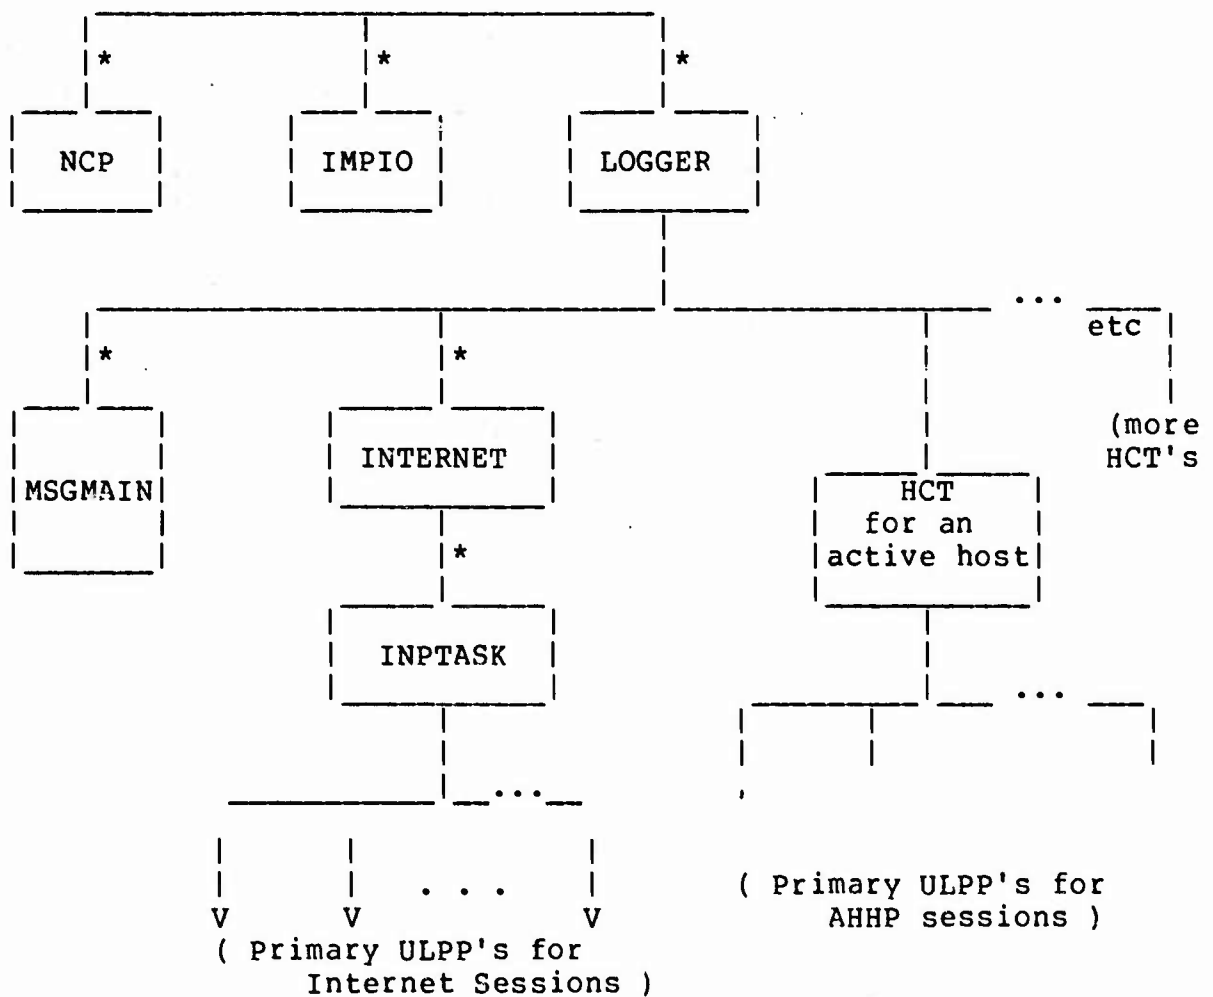 * * *
NCP IMPIO LOGGER
...
etc
* *
(more
HCT's
INTERNET
MSGMAIN
HCT
for an
active host
*
INPTASK
...
...
. . .
V V V
( Primary ULPP's for
AHHP sessions )
( Primary ULPP's for
Internet Sessions )